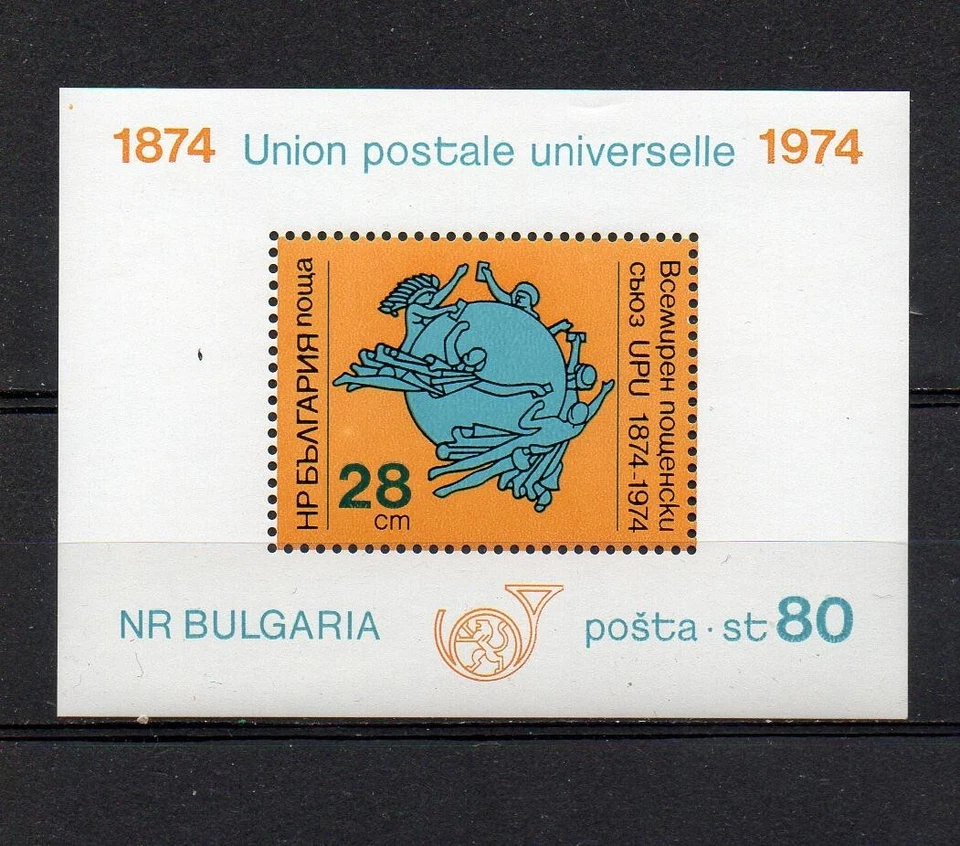 1874 Union postale universelle 1974
НР БЪЛГАРИЯ поща
28
cm
Всемирен пощенски
съюз UPU 1874-1974
NR BULGARIA
pošta · st 80